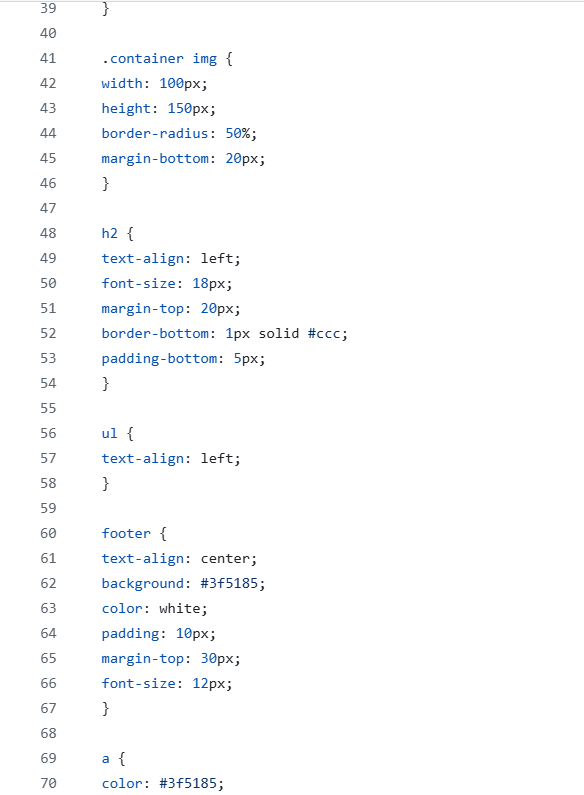 39 }
40
41 .container img {
42 width: 100px;
43 height: 150px;
44 border-radius: 50%;
45 margin-bottom: 20px;
46 }
47
48 h2 {
49 text-align: left;
50 font-size: 18px;
51 margin-top: 20px;
52 border-bottom: 1px solid #ccc;
53 padding-bottom: 5px;
54 }
55
56 ul {
57 text-align: left;
58 }
59
60 footer {
61 text-align: center;
62 background: #3f5185;
63 color: white;
64 padding: 10px;
65 margin-top: 30px;
66 font-size: 12px;
67 }
68
69 a {
70 color: #3f5185;